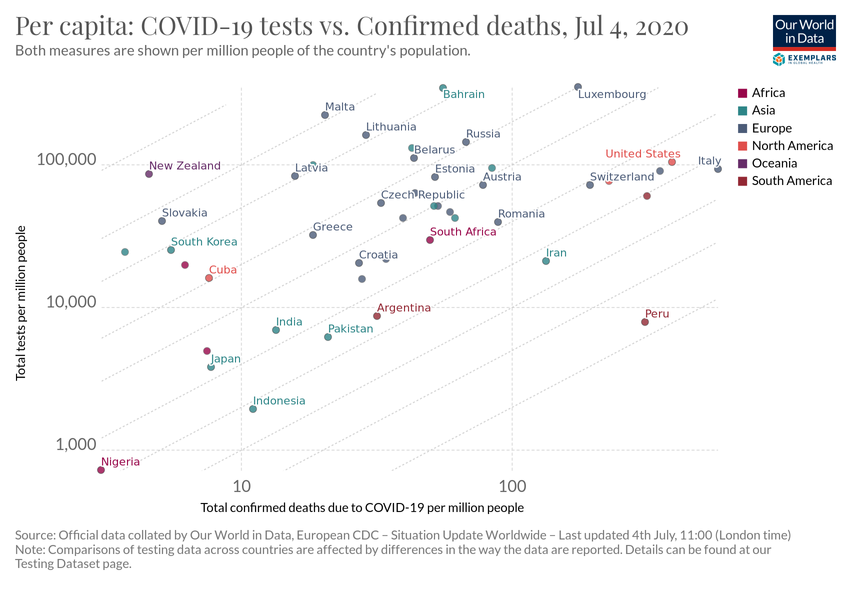 Per capita: COVID-19 tests vs. Confirmed deaths, Jul 4, 2020
Both measures are shown per million people of the country's population.
Our World
in Data
EXEMPLARS
IN GLOBAL HEALTH
Bahrain
Luxembourg
Africa
Malta
Asia
Lithuania
Europe
Russia
North America
Belarus
United States
Oceania
100,000
New Zealand
Latvia
Estonia
Italy
South America
Austria
Switzerland
Czech Republic
Slovakia
Romania
Greece
South Africa
South Korea
Croatia
Iran
Cuba
10,000
Argentina
Peru
India
Pakistan
Japan
Indonesia
1,000
Nigeria
Total tests per million people
10
100
Total confirmed deaths due to COVID-19 per million people
Source: Official data collated by Our World in Data, European CDC – Situation Update Worldwide – Last updated 4th July, 11:00 (London time)
Note: Comparisons of testing data across countries are affected by differences in the way the data are reported. Details can be found at our
Testing Dataset page.